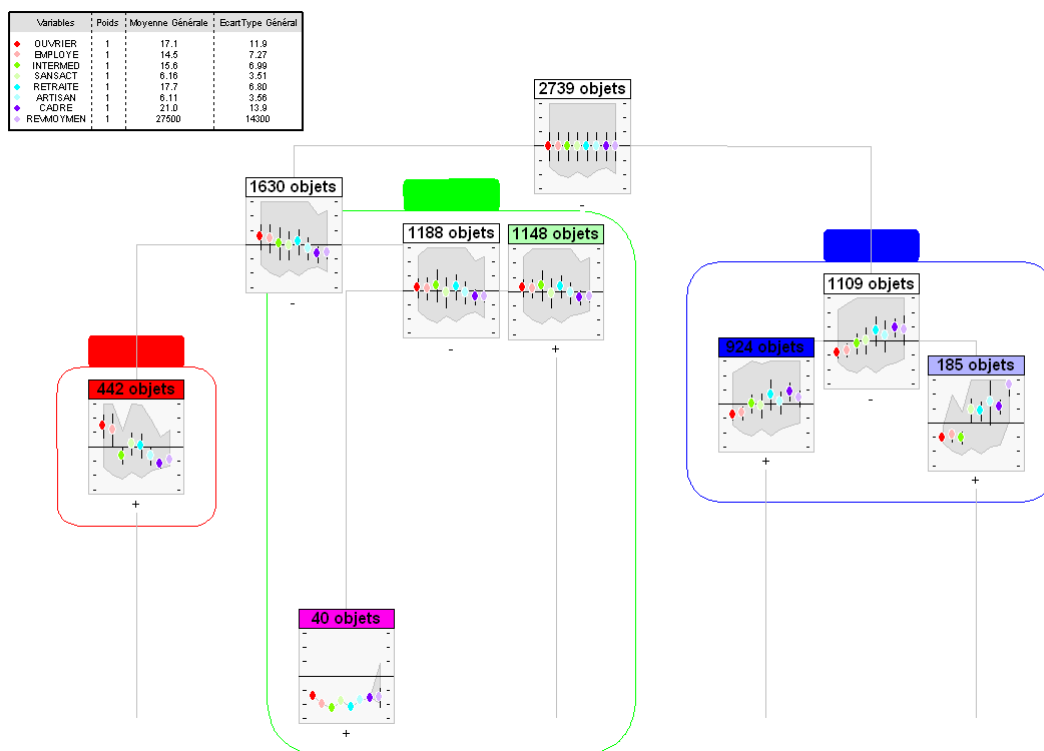 Variables Poids Moyenne Générale EcartType Général
OUVRIER 1 17.1 11.9
EMPLOYE 1 14.5 7.27
INTERMED 1 15.6 6.99
SANSACT 1 6.16 3.51
RETRAITE 1 17.7 6.80
ARTISAN 1 6.11 3.56
CADRE 1 21.0 13.9
REVMOYMEN 1 27500 14300
2739 objets
-
1630 objets
-
1188 objets
-
1148 objets
+
1109 objets
-
924 objets
+
185 objets
+
442 objets
+
40 objets
+